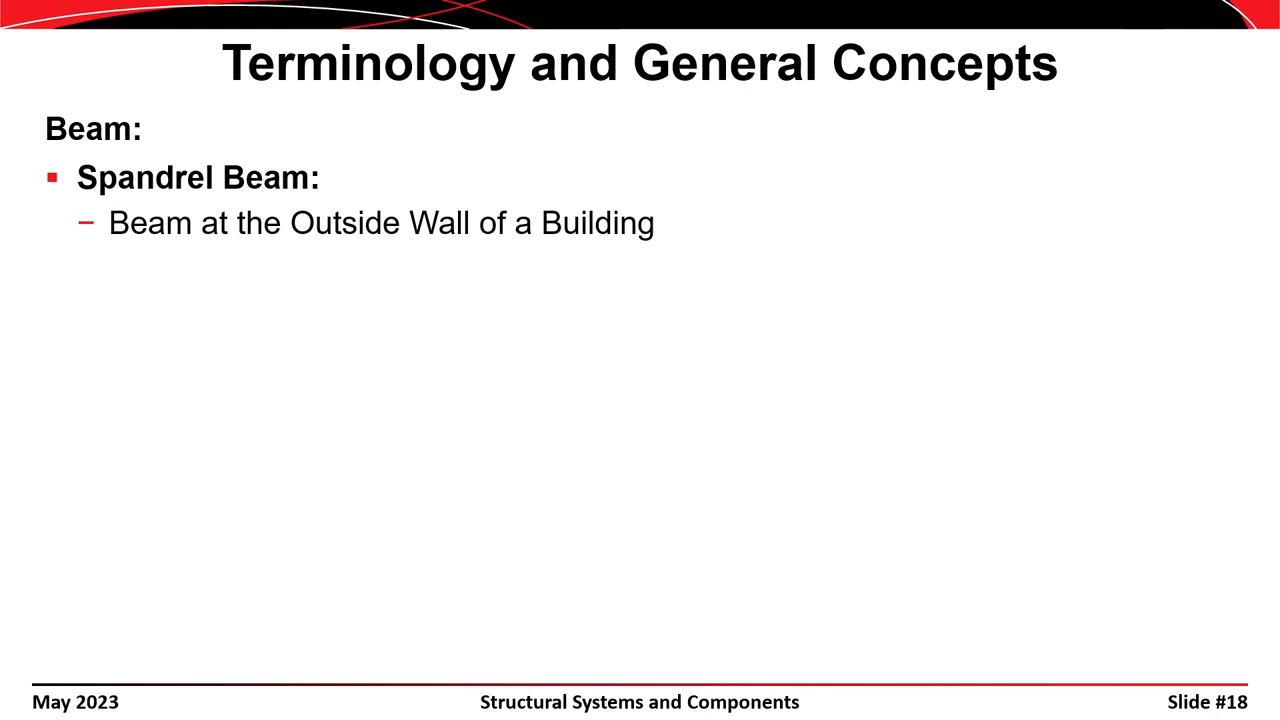 Terminology and General Concepts
Beam:
▪ Spandrel Beam:
− Beam at the Outside Wall of a Building
May 2023
Structural Systems and Components
Slide #18